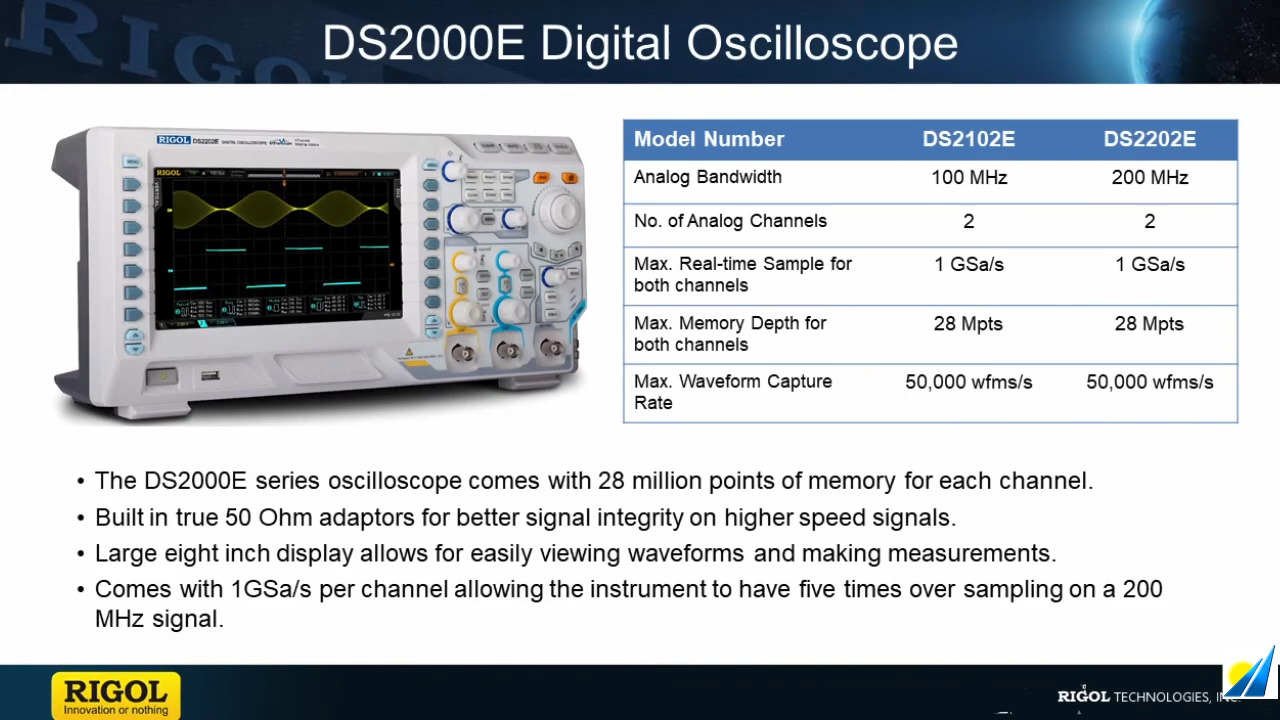 RIGOL
DS2000E Digital Oscilloscope
RIGOL DS2202E DIGITAL OSCILLOSCOPE
RIGOL
Model Number DS2102E DS2202E
Analog Bandwidth 100 MHz 200 MHz
No. of Analog Channels 2 2
Max. Real-time Sample for 1 GSa/s 1 GSa/s
both channels
Max. Memory Depth for 28 Mpts 28 Mpts
both channels
Max. Waveform Capture 50,000 wfms/s 50,000 wfms/s
Rate
• The DS2000E series oscilloscope comes with 28 million points of memory for each channel.
• Built in true 50 Ohm adaptors for better signal integrity on higher speed signals.
• Large eight inch display allows for easily viewing waveforms and making measurements.
• Comes with 1GSa/s per channel allowing the instrument to have five times over sampling on a 200
MHz signal.
RIGOL
Innovation or nothing
RIGOL TECHNOLOGIES,